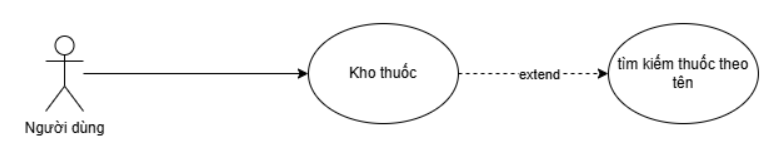 Người dùng
Kho thuốc
extend
tìm kiếm thuốc theo
tên